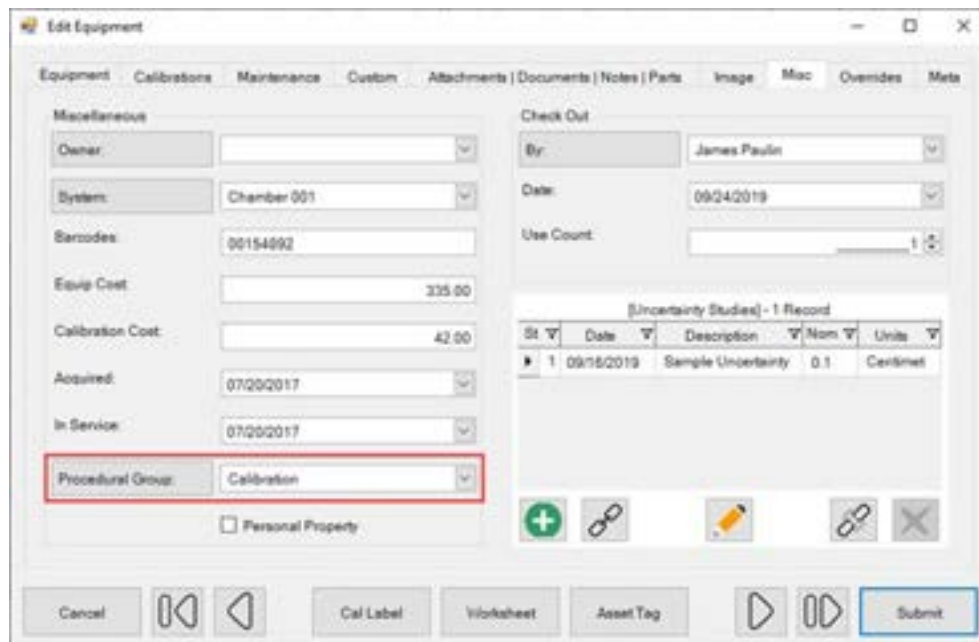 Edit Equipment
Equipment Calibrations Maintenance Custom Attachments | Documents | Notes | Parts Image Misc Overrides Meta
Miscellaneous
Owner:
System: Chamber 001
Barcodes: 00154892
Equip Cost: 335.00
Calibration Cost: 42.00
Acquired: 07/20/2017
In Service: 07/20/2017
Procedural Group: Calibration
Personal Property
Check Out
By: James Paulin
Date: 09/24/2019
Use Count: 1
[Uncertainty Studies] - 1 Record
St Date Description Nom Units
1 09/16/2019 Sample Uncertainty 0.1 Centimet
Cancel Cal Label Worksheet Asset Tag Submit